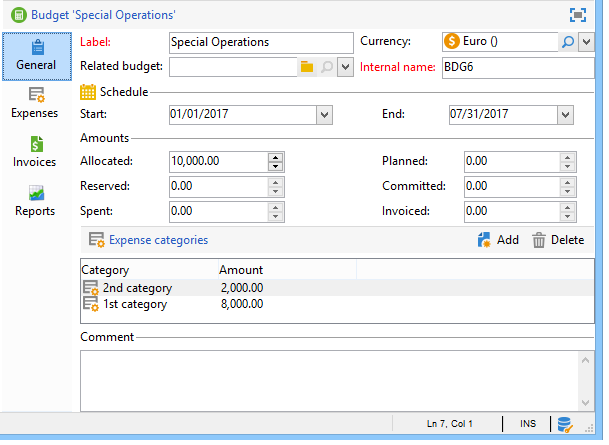 Budget 'Special Operations'
General
Expenses
Invoices
Reports
Label: Special Operations Currency: Euro ()
Related budget: Internal name: BDG6
Schedule
Start: 01/01/2017 End: 07/31/2017
Amounts
Allocated: 10,000.00 Planned: 0.00
Reserved: 0.00 Committed: 0.00
Spent: 0.00 Invoiced: 0.00
Expense categories Add Delete
Category Amount
2nd category 2,000.00
1st category 8,000.00
Comment
Ln 7, Col 1 INS